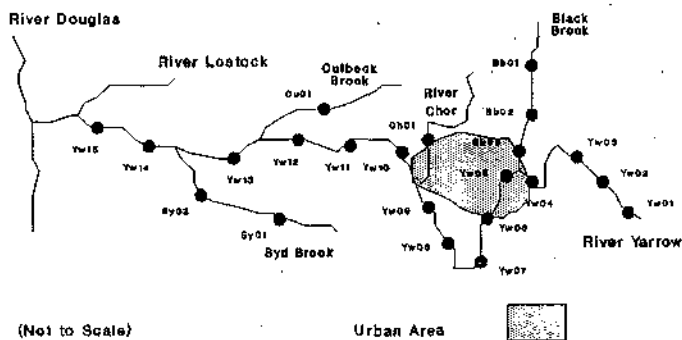 River Douglas
Black Brook
River Lostock
Culbeck Brook
River Chor
Bb01
Cu01
Bb02
Ch01
Bb03
Yw03
Yw15
Yw14
Yw13
Yw12
Yw11
Yw10
Yw05
Yw04
Yw02
Yw01
Sy02
Sy01
Syd Brook
Yw09
Yw08
Yw07
Yw06
River Yarrow
(Not to Scale)
Urban Area